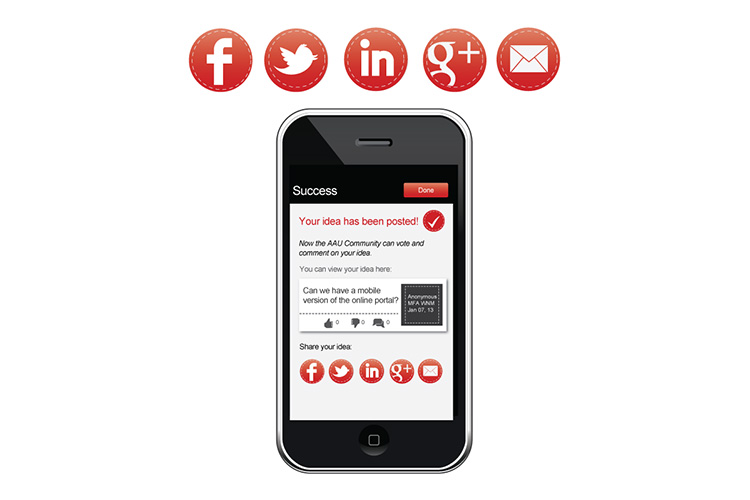 f
in
g+
Success
Done
Your idea has been posted!
Now the AAU Community can vote and
comment on your idea.
You can view your idea here:
Can we have a mobile
version of the online portal?
Anonymous
MFA WNM
Jan 07, 13
0 0 0
Share your idea:
f
in
g+